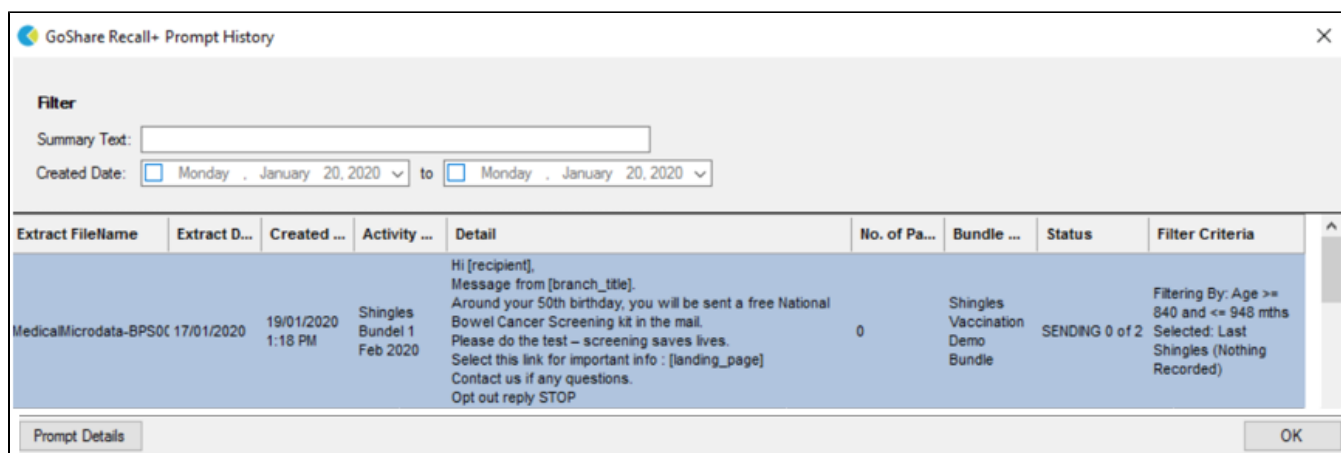 GoShare Recall+ Prompt History
Filter
Summary Text:
Created Date: Monday , January 20, 2020 to Monday , January 20, 2020
Extract FileName Extract D... Created ... Activity ... Detail No. of Pa... Bundle ... Status Filter Criteria
MedicalMicrodata-BPS0( 17/01/2020
19/01/2020
1:18 PM
Shingles
Bundel 1
Feb 2020
Hi [recipient],
Message from [branch_title].
Around your 50th birthday, you will be sent a free National
Bowel Cancer Screening kit in the mail.
Please do the test – screening saves lives.
Select this link for important info : [landing_page]
Contact us if any questions.
Opt out reply STOP
0
Shingles
Vaccination
Demo
Bundle
SENDING 0 of 2
Filtering By: Age >=
840 and <= 948 mths
Selected: Last
Shingles (Nothing
Recorded)
Prompt Details
OK